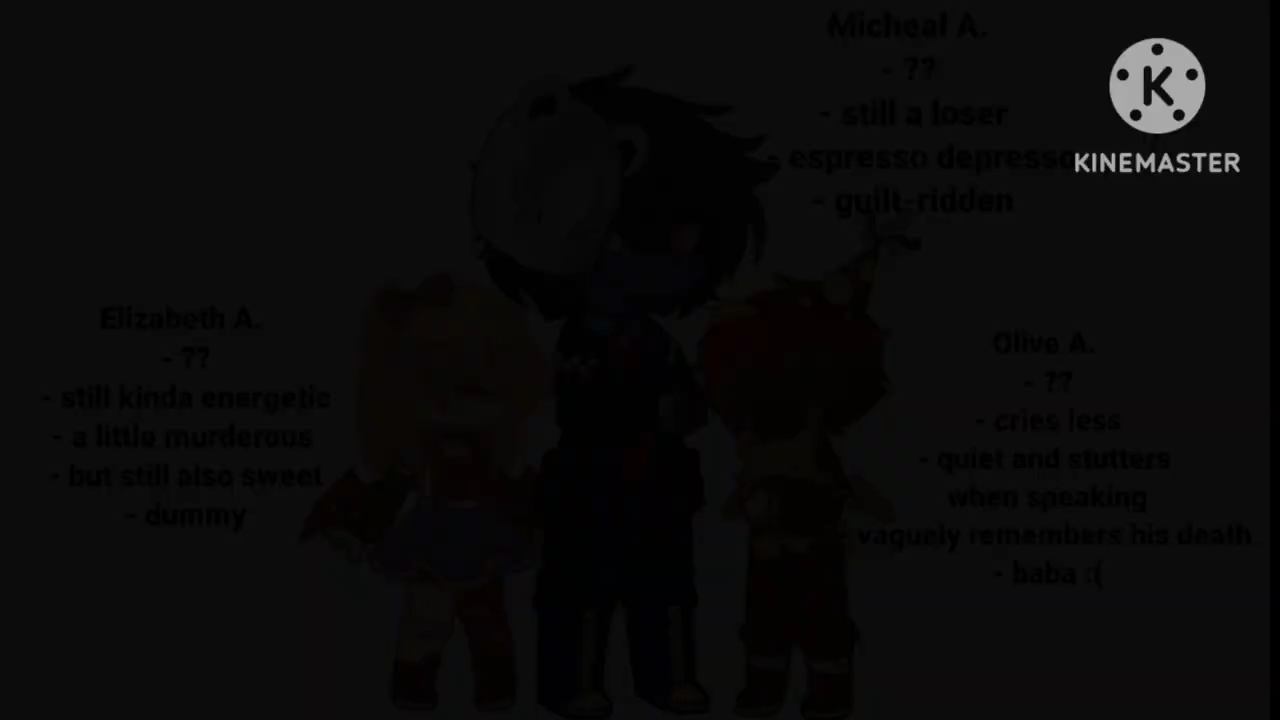 Micheal A.
- ??
- still a loser
- espresso depresso
- guilt-ridden
K
KINEMASTER
Elizabeth A.
- ??
- still kinda energetic
- a little murderous
- but still also sweet
- dummy
Olive A.
- ??
- cries less
- quiet and stutters
when speaking
vaguely remembers his death
- baba :(